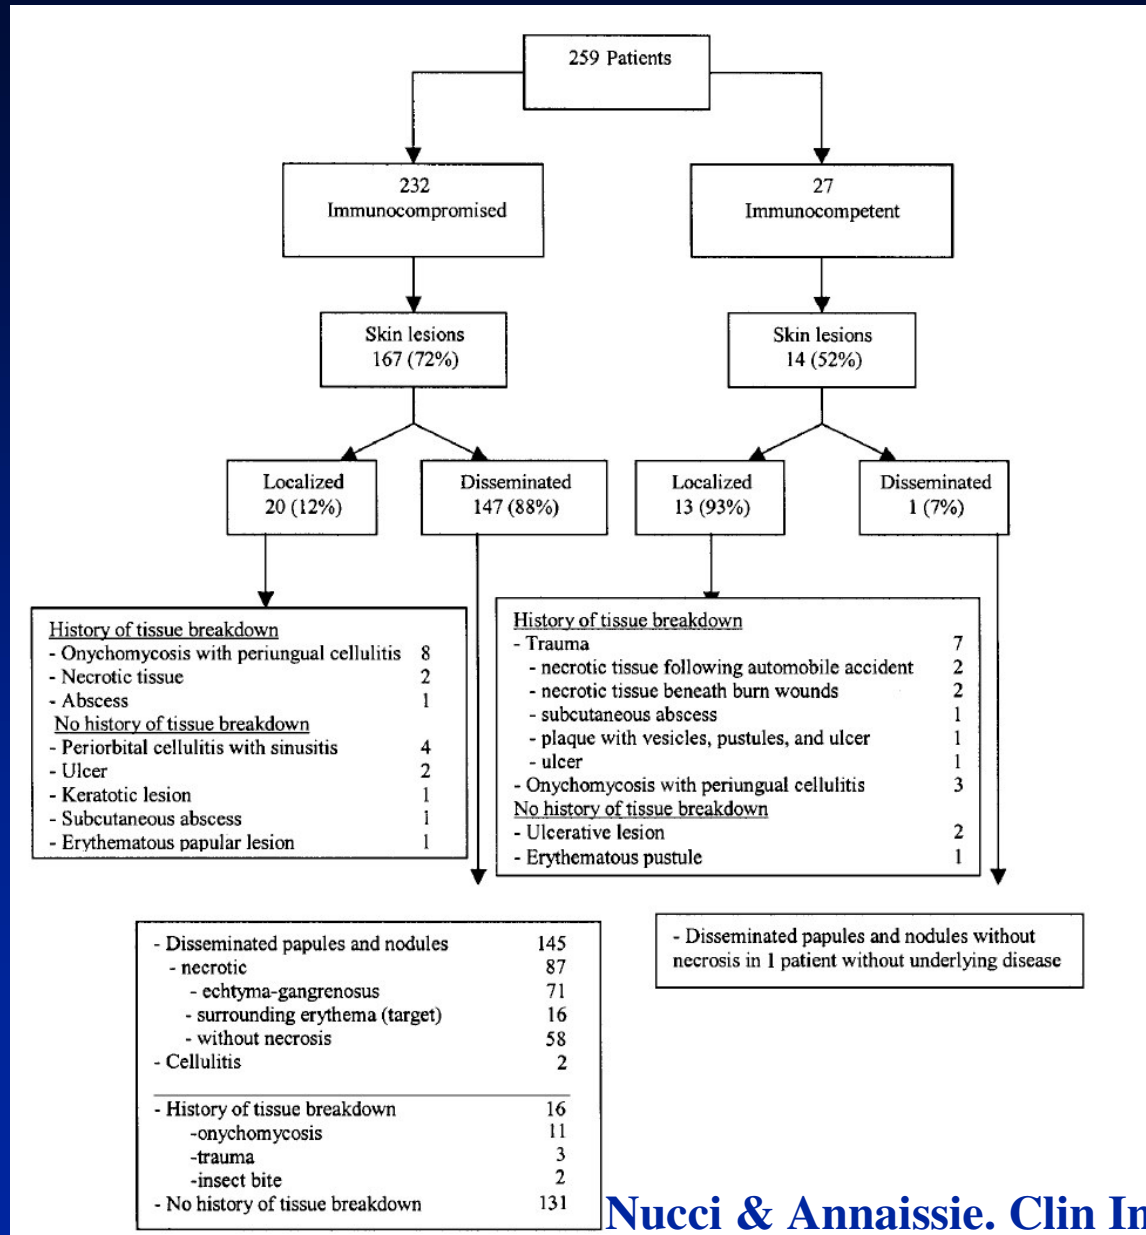 259 Patients
232
Immunocompromised
27
Immunocompetent
Skin lesions
167 (72%)
Skin lesions
14 (52%)
Localized
20 (12%)
Disseminated
147 (88%)
Localized
13 (93%)
Disseminated
1 (7%)
History of tissue breakdown
- Onychomycosis with periungual cellulitis 8
- Necrotic tissue 2
- Abscess 1
No history of tissue breakdown
- Periorbital cellulitis with sinusitis 4
- Ulcer 2
- Keratotic lesion 1
- Subcutaneous abscess 1
- Erythematous papular lesion 1
History of tissue breakdown
- Trauma 7
- necrotic tissue following automobile accident 2
- necrotic tissue beneath burn wounds 2
- subcutaneous abscess 1
- plaque with vesicles, pustules, and ulcer 1
- ulcer 1
- Onychomycosis with periungual cellulitis 3
No history of tissue breakdown
- Ulcerative lesion 2
- Erythematous pustule 1
- Disseminated papules and nodules 145
- necrotic 87
- echtyma-gangrenosus 71
- surrounding erythema (target) 16
- without necrosis 58
- Cellulitis 2
- History of tissue breakdown 16
-onychomycosis 11
-trauma 3
-insect bite 2
- No history of tissue breakdown 131
- Disseminated papules and nodules without
necrosis in 1 patient without underlying disease
Nucci & Annaissie. Clin In